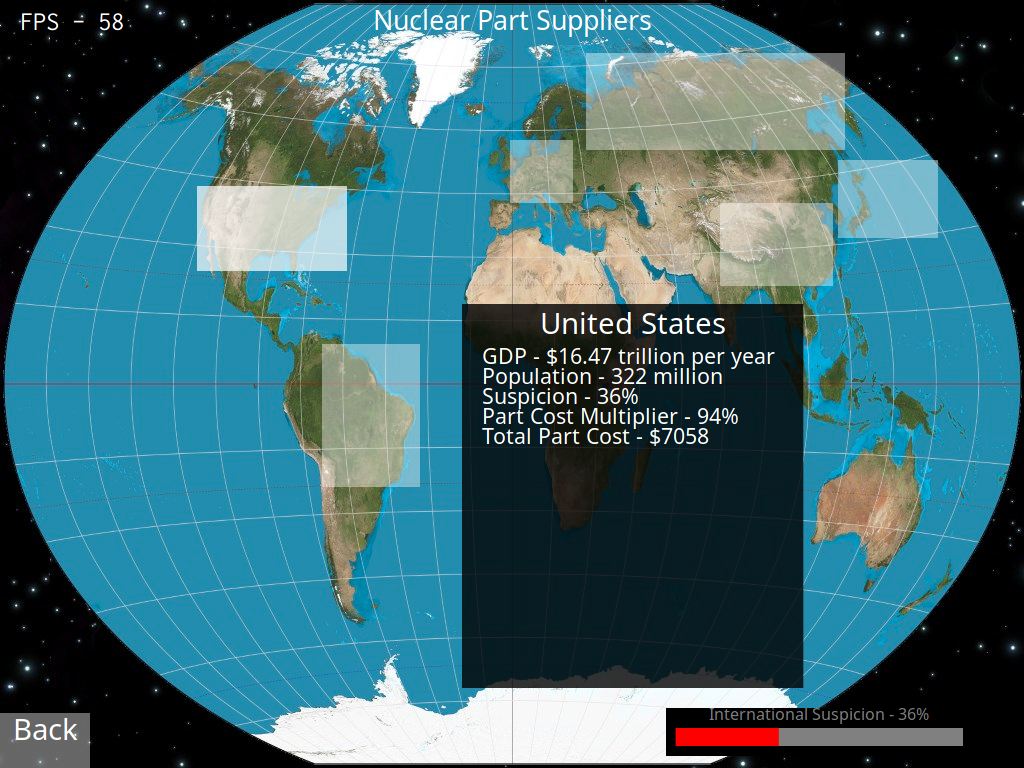 FPS - 58
Nuclear Part Suppliers
United States
GDP - $16.47 trillion per year
Population - 322 million
Suspicion - 36%
Part Cost Multiplier - 94%
Total Part Cost - $7058
International Suspicion - 36%
Back